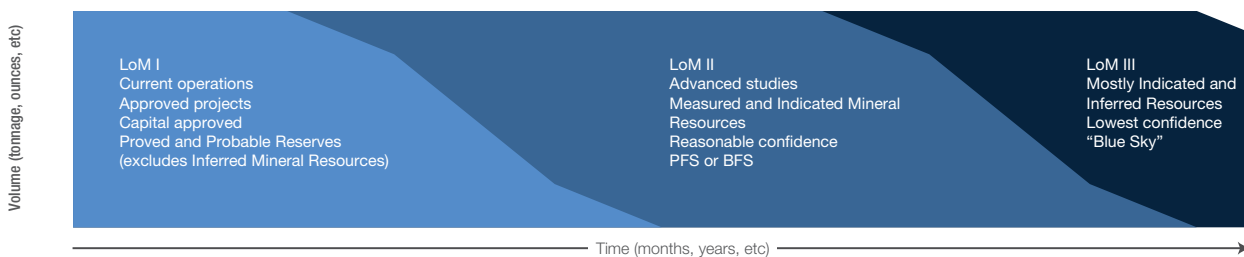 Volume (tonnage, ounces, etc)
LoM I
Current operations
Approved projects
Capital approved
Proved and Probable Reserves
(excludes Inferred Mineral Resources)
LoM II
Advanced studies
Measured and Indicated Mineral
Resources
Reasonable confidence
PFS or BFS
LoM III
Mostly Indicated and
Inferred Resources
Lowest confidence
“Blue Sky”
Time (months, years, etc)